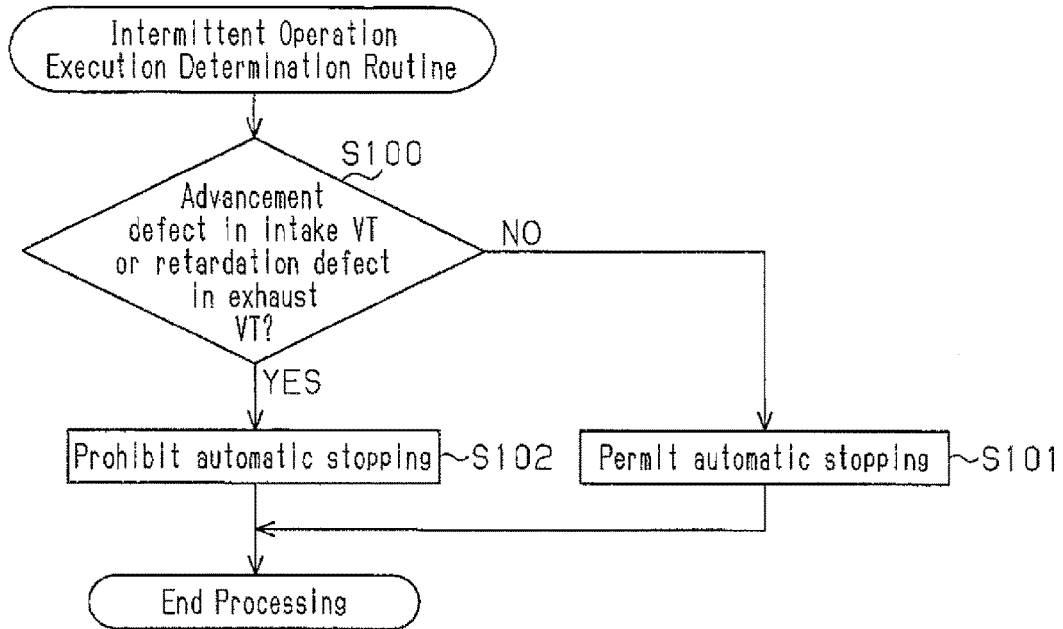 Intermittent Operation
Execution Determination Routine
S100
Advancement
defect in intake VT
or retardation defect
in exhaust
VT?
NO
YES
Prohibit automatic stopping
S102
Permit automatic stopping
S101
End Processing